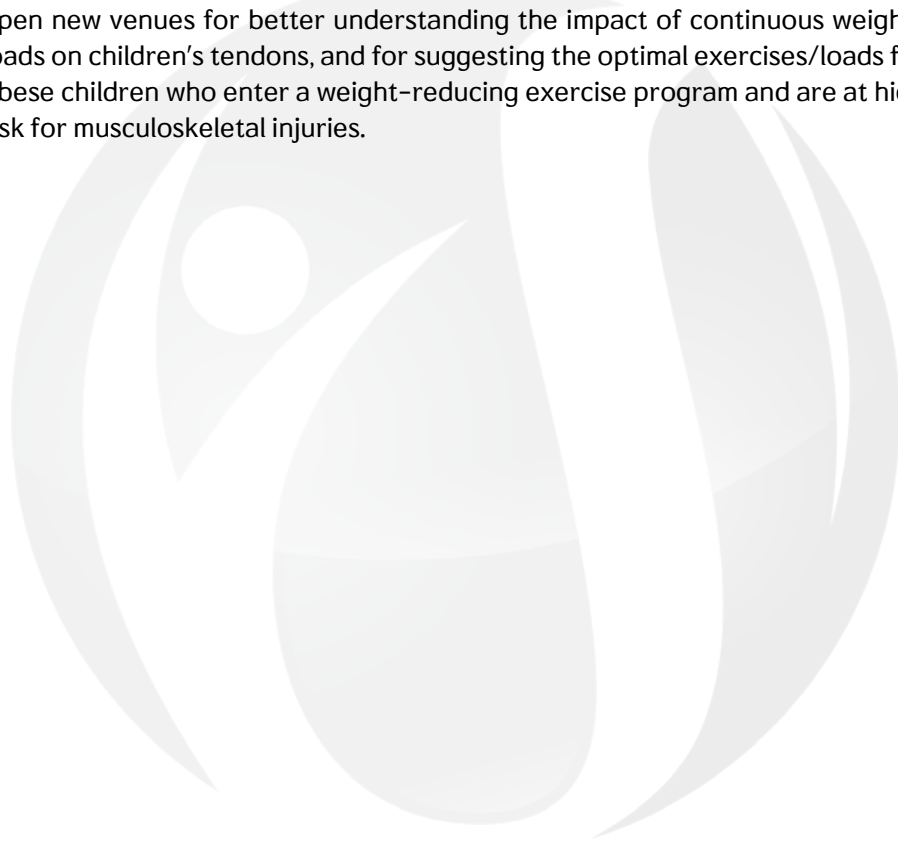 pen new venues for better understanding the impact of continuous weigh
oads on children's tendons, and for suggesting the optimal exercises/loads f
bese children who enter a weight-reducing exercise program and are at hi
sk for musculoskeletal injuries.